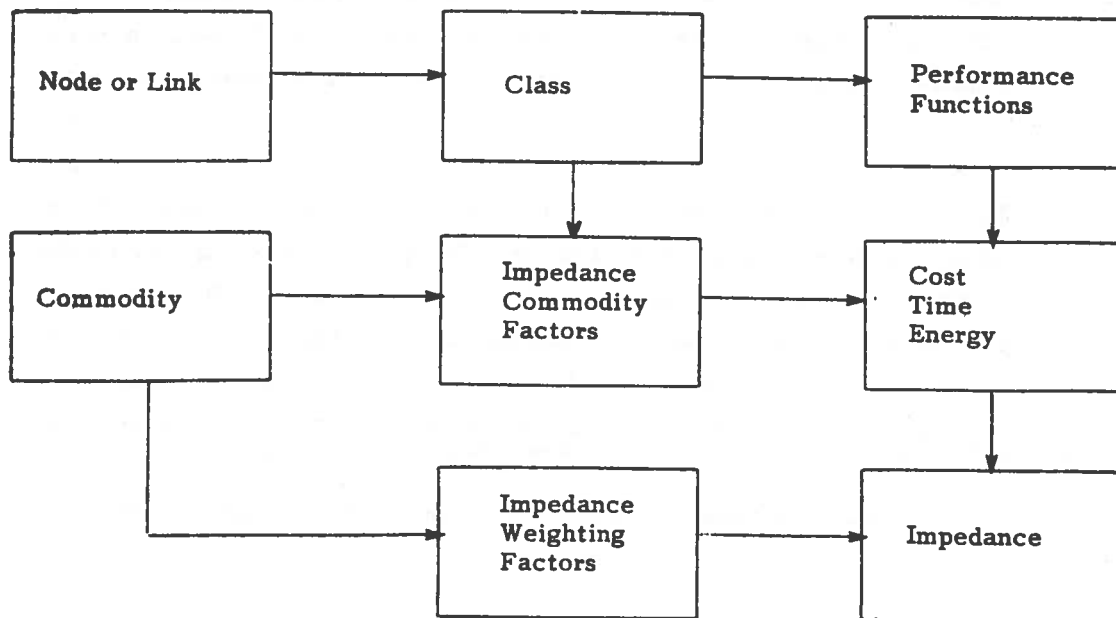 Node or Link
Class
Performance
Functions
Commodity
Impedance
Commodity
Factors
Cost
Time
Energy
Impedance
Weighting
Factors
Impedance